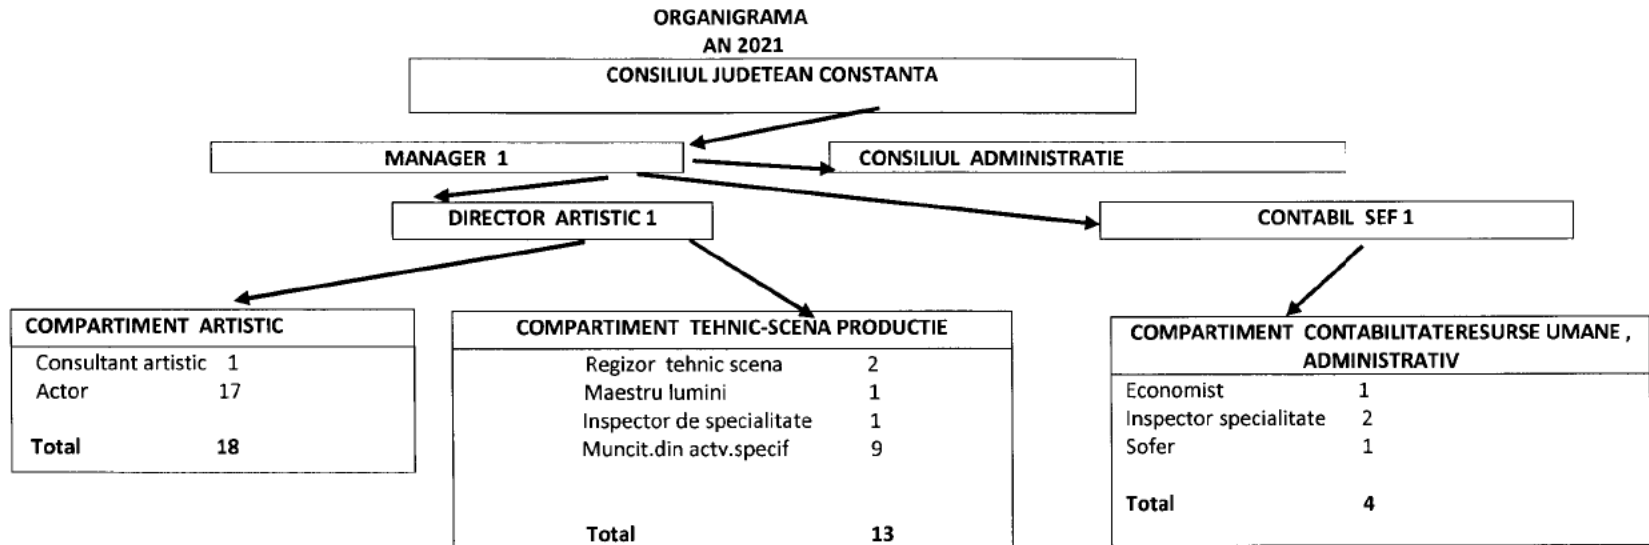 ORGANIGRAMA
AN 2021
CONSILIUL JUDETEAN CONSTANTA
MANAGER 1
CONSILIUL ADMINISTRATIE
DIRECTOR ARTISTIC 1
CONTABIL SEF 1
COMPARTIMENT ARTISTIC
Consultant artistic 1
Actor 17
Total 18
COMPARTIMENT TEHNIC-SCENA PRODUCTIE
Regizor tehnic scena 2
Maestru lumini 1
Inspector de specialitate 1
Muncit.din actv.specif 9
Total 13
COMPARTIMENT CONTABILITATERESURSE UMANE ,
ADMINISTRATIV
Economist 1
Inspector specialitate 2
Sofer 1
Total 4